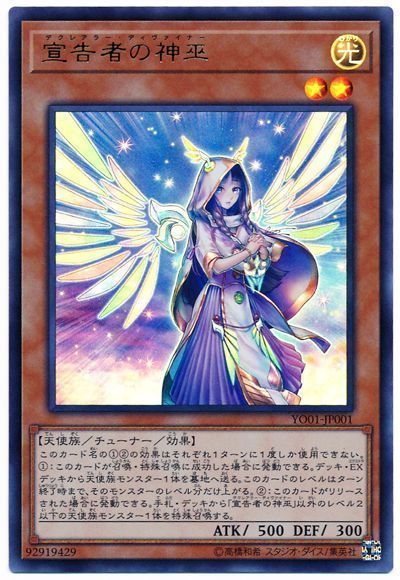 デクレアラー・ディヴァイナー
宣告者の神巫
ひかり
光
YO01-JP001
【天使族／チューナー／効果】
このカード名の①②の効果はそれぞれ1ターンに1度しか使用できない。
①：このカードが召喚・特殊召喚に成功した場合に発動できる。デッキ・EX
デッキから天使族モンスター1体を墓地へ送る。このカードのレベルはターン
終了時まで、そのモンスターのレベル分だけ上がる。②：このカードがリリース
された場合に発動できる。手札・デッキから「宣告者の神巫」以外のレベル2
以下の天使族モンスター1体を特殊召喚する。
ATK／ 500 DEF／ 300
92919429
©高橋和希 スタジオ・ダイス／集英社